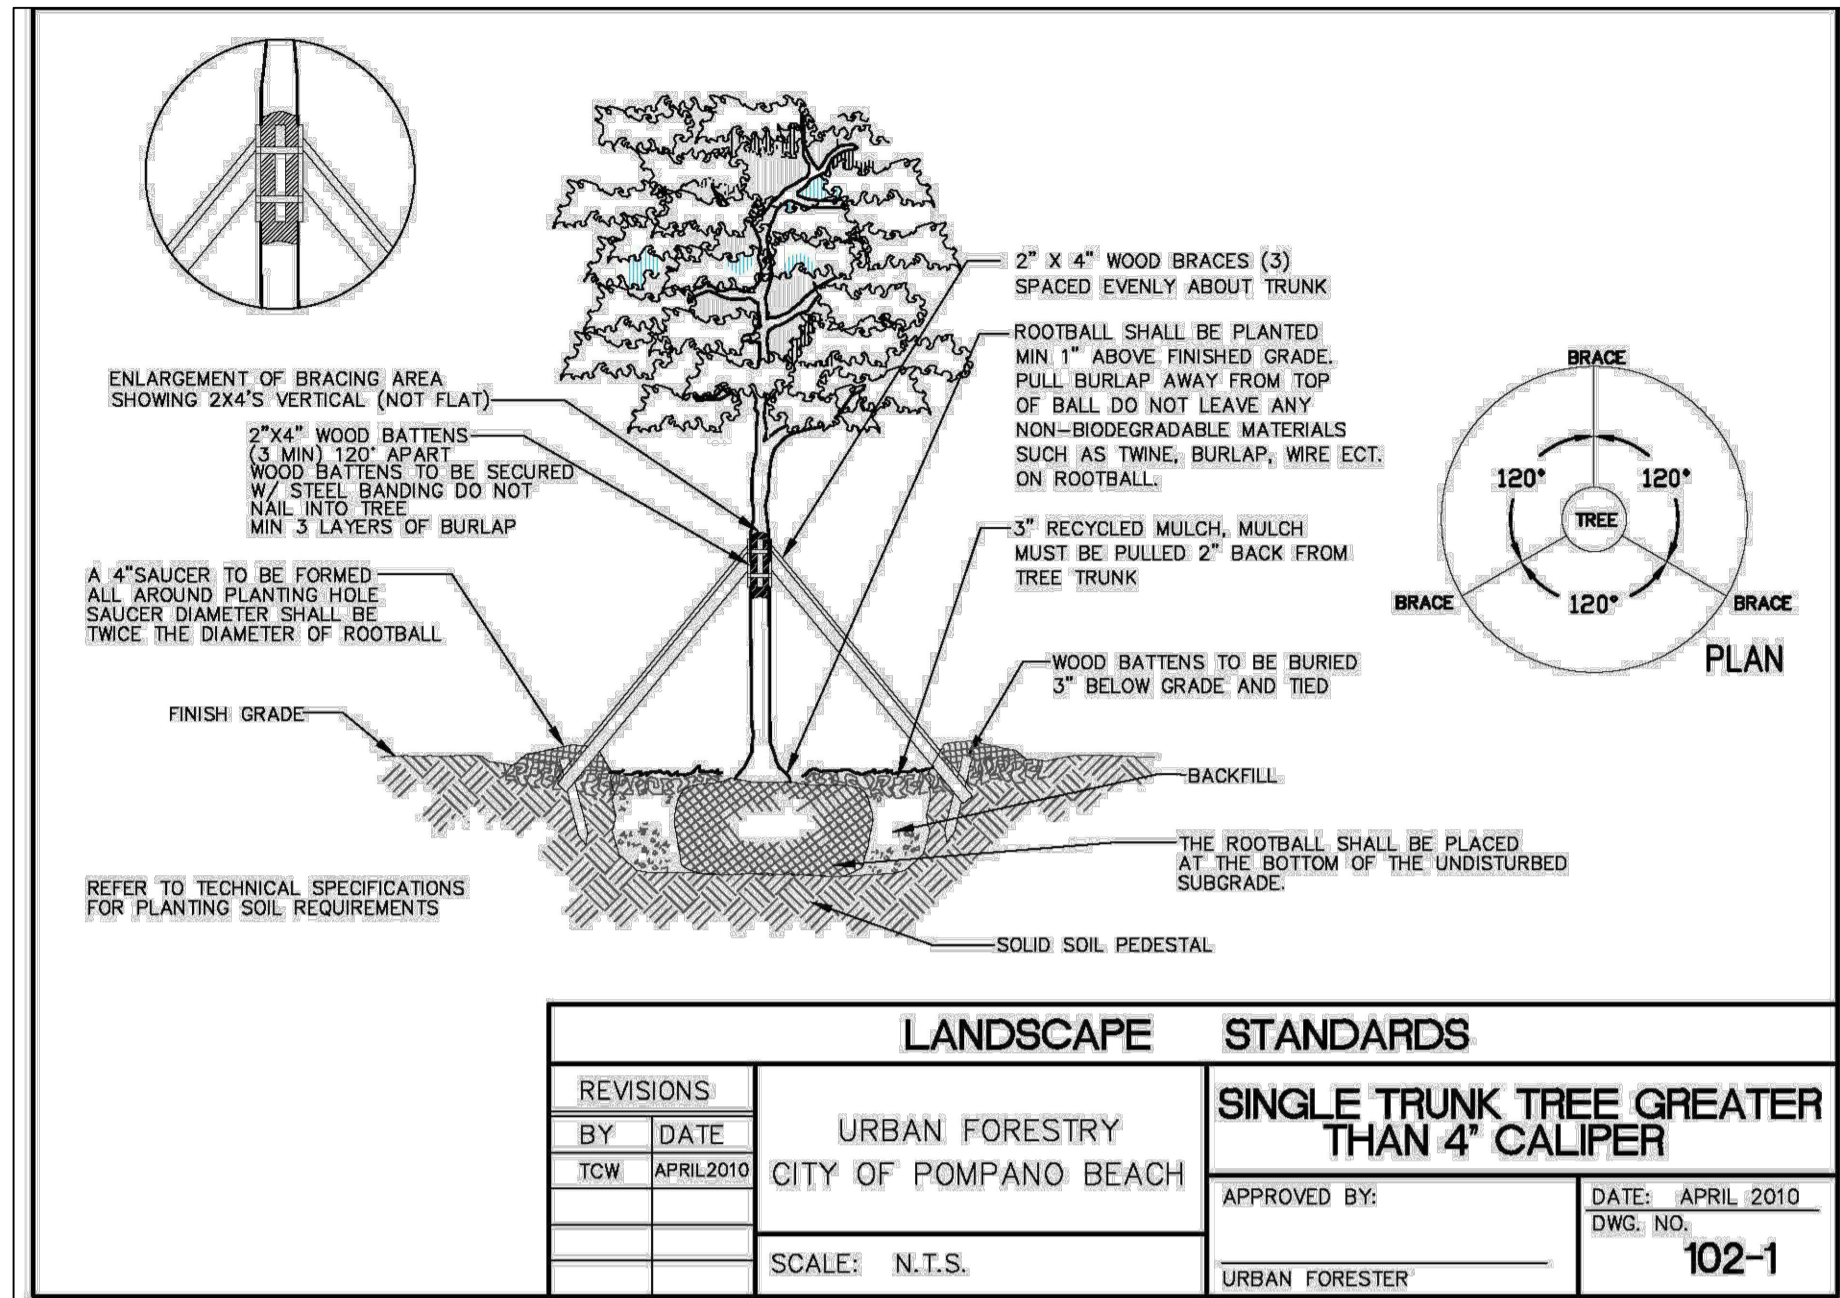 ENLARGEMENT OF BRACING AREA
SHOWING 2X4'S VERTICAL (NOT FLAT)
2"X4" WOOD BATTENS
(3 MIN) 120° APART
WOOD BATTENS TO BE SECURED
W/ STEEL BANDING DO NOT
NAIL INTO TREE
MIN 3 LAYERS OF BURLAP
A 4"SAUCER TO BE FORMED
ALL AROUND PLANTING HOLE
SAUCER DIAMETER SHALL BE
TWICE THE DIAMETER OF ROOTBALL
FINISH GRADE
REFER TO TECHNICAL SPECIFICATIONS
FOR PLANTING SOIL REQUIREMENTS
2" X 4" WOOD BRACES (3)
SPACED EVENLY ABOUT TRUNK
ROOTBALL SHALL BE PLANTED
MIN 1" ABOVE FINISHED GRADE.
PULL BURLAP AWAY FROM TOP
OF BALL DO NOT LEAVE ANY
NON-BIODEGRADABLE MATERIALS
SUCH AS TWINE, BURLAP, WIRE ECT.
ON ROOTBALL.
3" RECYCLED MULCH, MULCH
MUST BE PULLED 2" BACK FROM
TREE TRUNK
WOOD BATTENS TO BE BURIED
3" BELOW GRADE AND TIED
BACKFILL
THE ROOTBALL SHALL BE PLACED
AT THE BOTTOM OF THE UNDISTURBED
SUBGRADE.
SOLID SOIL PEDESTAL
BRACE
120° 120°
TREE
BRACE 120° BRACE
PLAN
LANDSCAPE STANDARDS
REVISIONS
BY DATE
TCW APRIL2010
URBAN FORESTRY
CITY OF POMPANO BEACH
SCALE: N.T.S.
SINGLE TRUNK TREE GREATER
THAN 4" CALIPER
APPROVED BY:
URBAN FORESTER
DATE: APRIL 2010
DWG. NO.
102-1